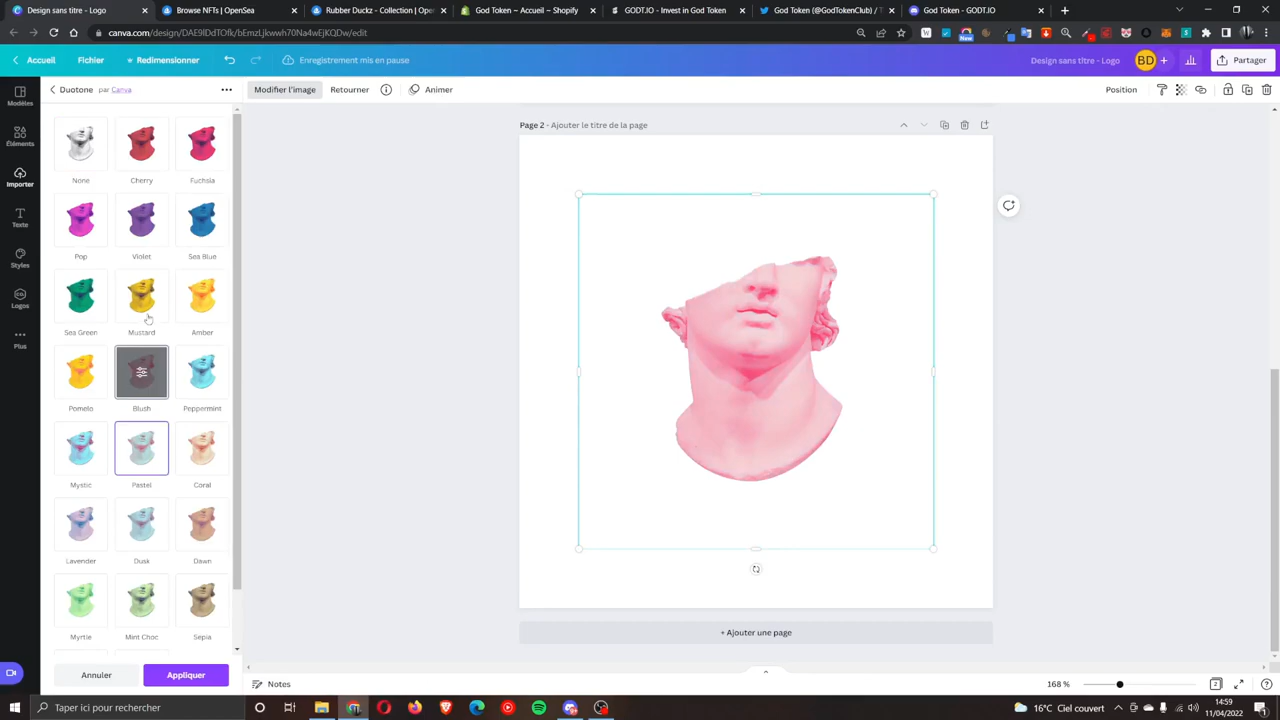 Design sans titre - Logo
Browse NFTs | OpenSea
Rubber Duckz - Collection | Ope
God Token ~ Accueil ~ Shopify
GODT.IO - Invest in God Token
God Token (@GodTokenClub) / T
God Token - GODT.IO
canva.com/design/DAE9lDdTOfk/bEmzLjkwwh70Na4wEjKQDw/edit
New
Accueil
Fichier
Redimensionner
Enregistrement mis en pause
Design sans titre - Logo
BD
Partager
Duotone par Canva
Modifier l'image
Retourner
Animer
Position
Modèles
Éléments
Importer
Texte
Styles
Logos
Plus
None
Cherry
Fuchsia
Pop
Violet
Sea Blue
Sea Green
Mustard
Amber
Pomelo
Blush
Peppermint
Mystic
Pastel
Coral
Lavender
Dusk
Dawn
Myrtle
Mint Choc
Sepia
Annuler
Appliquer
Page 2 - Ajouter le titre de la page
+ Ajouter une page
Notes
168 %
2
Taper ici pour rechercher
16°C Ciel couvert
14:59
11/04/2022